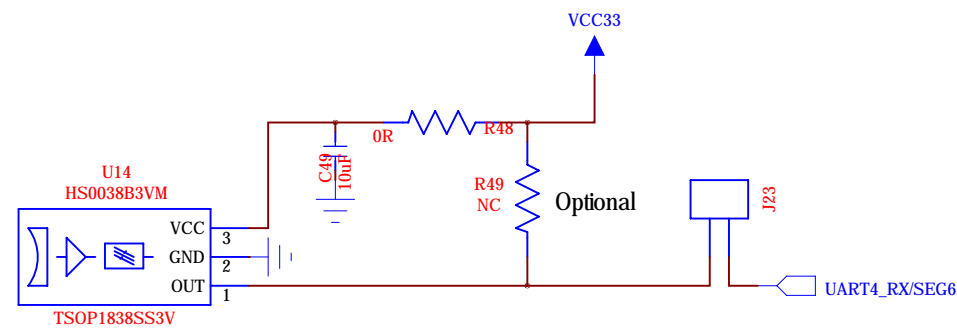 VCC33
0R
R48
C49
10uF
U14
HS0038B3VM
R49
NC
Optional
J23
VCC
3
GND
2
OUT
1
UART4_RX/SEG6
TSOP1838SS3V